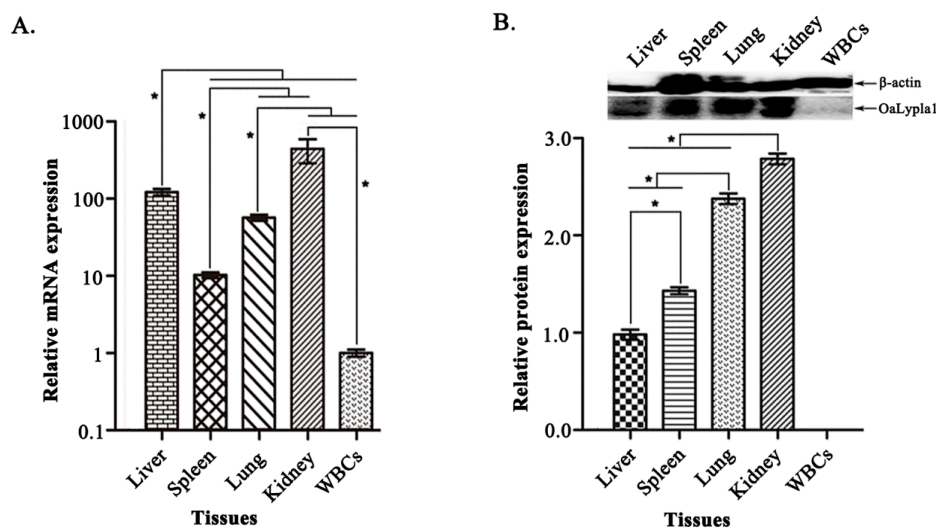 A.
Relative mRNA expression
1000
100
10
1
0.1
*
*
*
*
Liver
Spleen
Lung
Kidney
WBCs
Tissues
B.
Liver
Spleen
Lung
Kidney
WBCs
β-actin
OaLypla1
Relative protein expression
3.0
2.0
1.0
0.0
*
*
*
Liver
Spleen
Lung
Kidney
WBCs
Tissues